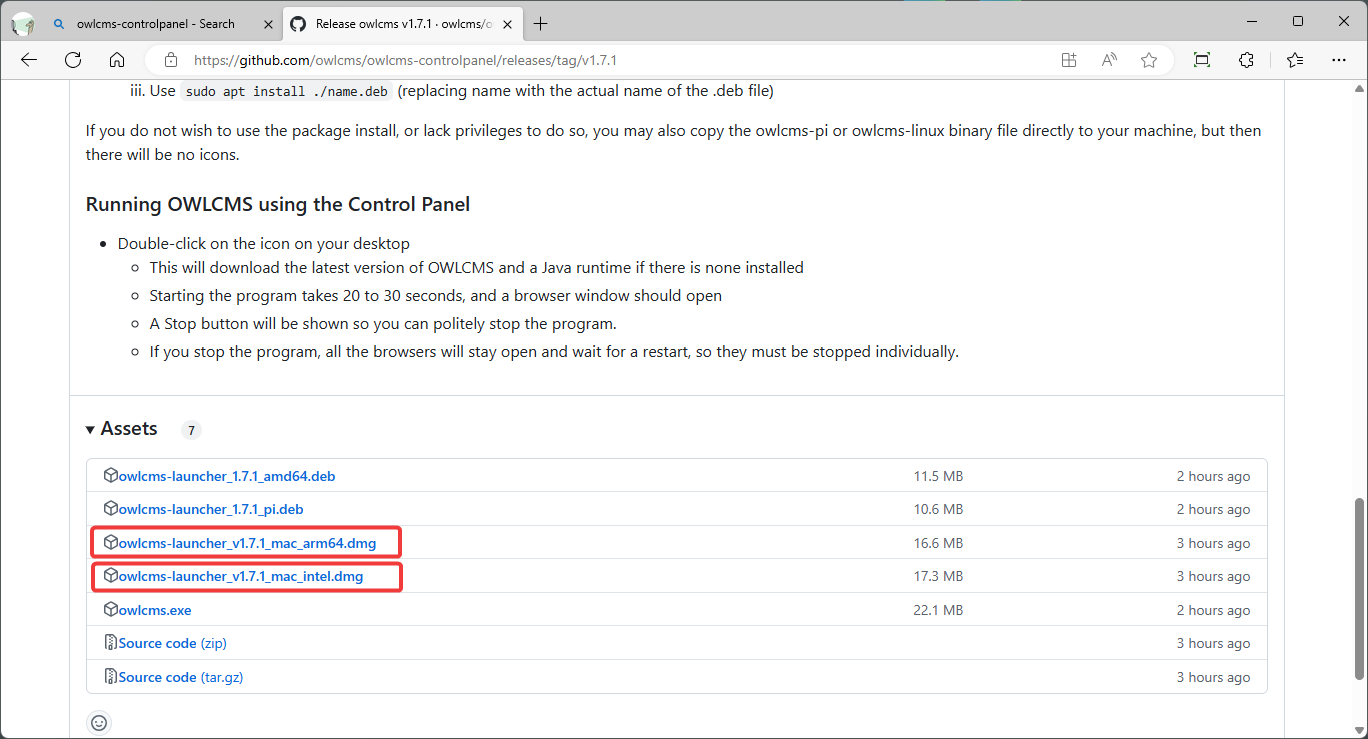 owlcms-controlpanel - Search
Release owlcms v1.7.1 · owlcms/o
https://github.com/owlcms/owlcms-controlpanel/releases/tag/v1.7.1
iii. Use sudo apt install ./name.deb (replacing name with the actual name of the .deb file)
If you do not wish to use the package install, or lack privileges to do so, you may also copy the owlcms-pi or owlcms-linux binary file directly to your machine, but then
there will be no icons.
Running OWLCMS using the Control Panel
Double-click on the icon on your desktop
This will download the latest version of OWLCMS and a Java runtime if there is none installed
Starting the program takes 20 to 30 seconds, and a browser window should open
A Stop button will be shown so you can politely stop the program.
If you stop the program, all the browsers will stay open and wait for a restart, so they must be stopped individually.
Assets 7
owlcms-launcher_1.7.1_amd64.deb 11.5 MB 2 hours ago
owlcms-launcher_1.7.1_pi.deb 10.6 MB 2 hours ago
owlcms-launcher_v1.7.1_mac_arm64.dmg 16.6 MB 3 hours ago
owlcms-launcher_v1.7.1_mac_intel.dmg 17.3 MB 3 hours ago
owlcms.exe 22.1 MB 2 hours ago
Source code (zip) 3 hours ago
Source code (tar.gz) 3 hours ago